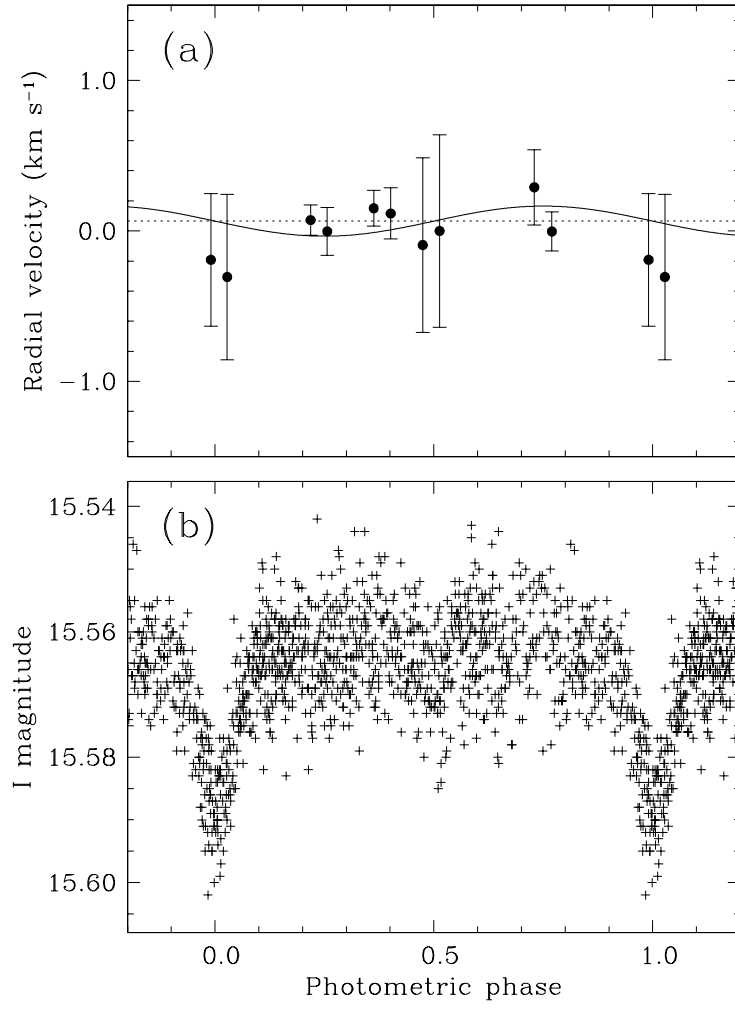 (a)
1.0
0.0
−1.0
Radial velocity (km s⁻¹)
(b)
15.54
15.56
15.58
15.60
I magnitude
0.0 0.5 1.0
Photometric phase